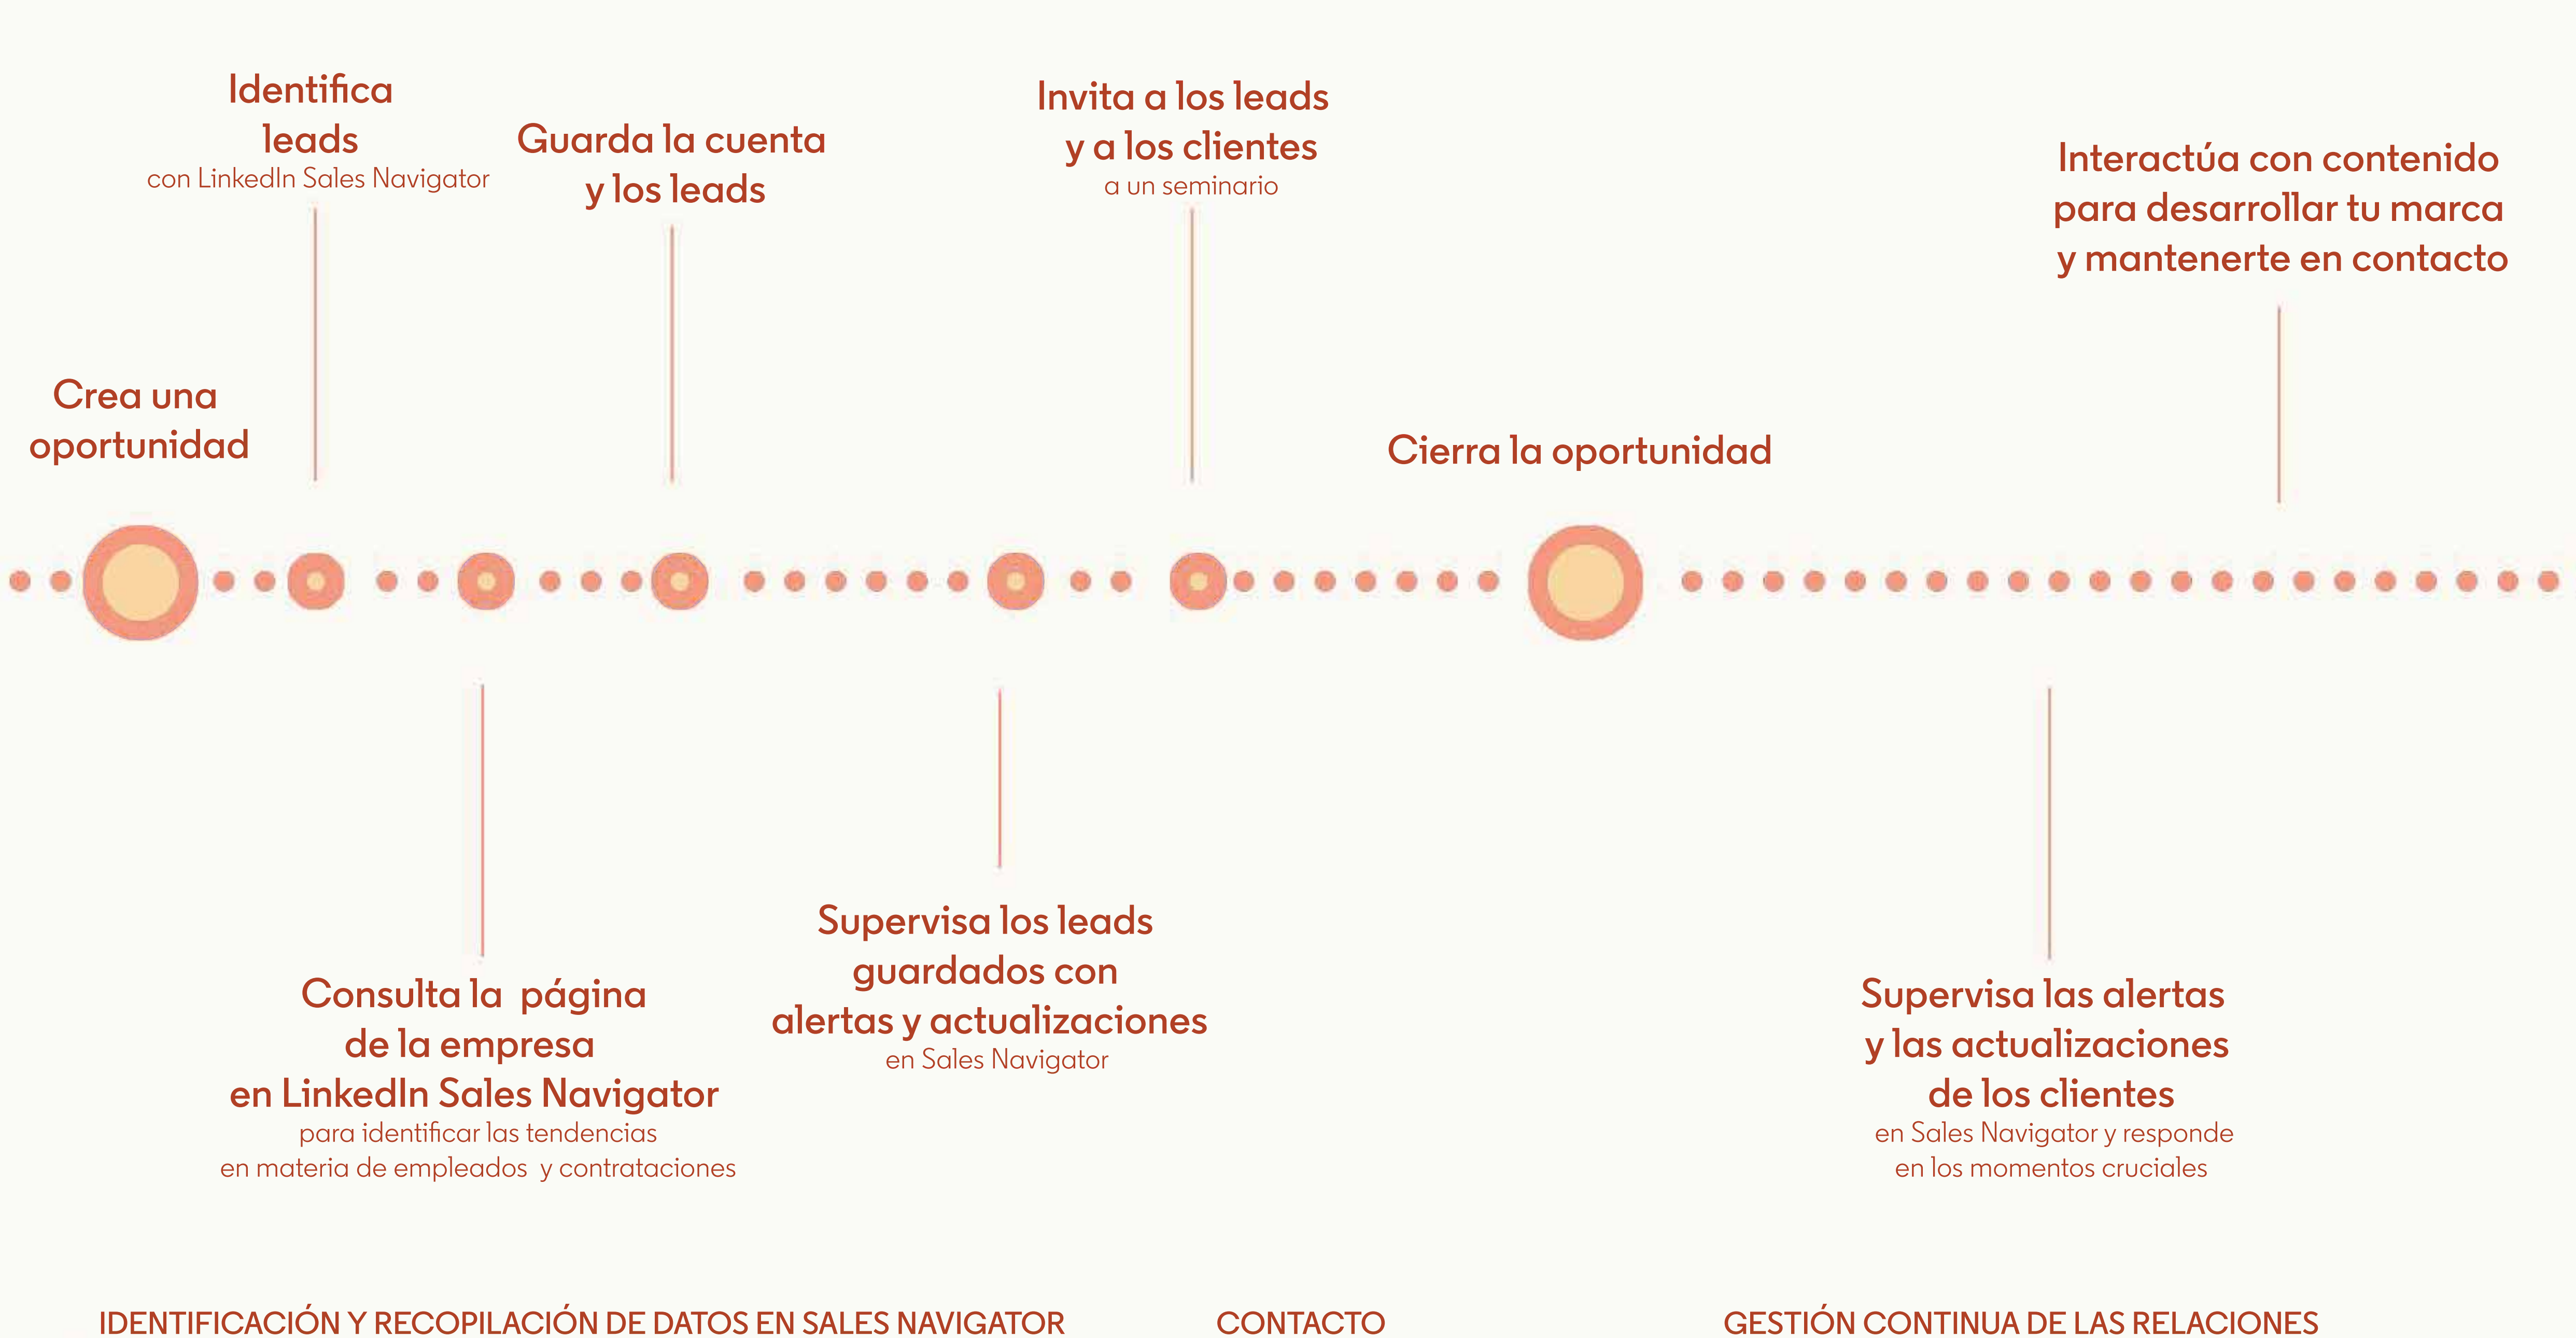 Identifica
leads
con LinkedIn Sales Navigator
Guarda la cuenta
y los leads
Invita a los leads
y a los clientes
a un seminario
Interactúa con contenido
para desarrollar tu marca
y mantenerte en contacto
Crea una
oportunidad
Cierra la oportunidad
Consulta la página
de la empresa
en LinkedIn Sales Navigator
para identificar las tendencias
en materia de empleados y contrataciones
Supervisa los leads
guardados con
alertas y actualizaciones
en Sales Navigator
Supervisa las alertas
y las actualizaciones
de los clientes
en Sales Navigator y responde
en los momentos cruciales
IDENTIFICACIÓN Y RECOPILACIÓN DE DATOS EN SALES NAVIGATOR
CONTACTO
GESTIÓN CONTINUA DE LAS RELACIONES